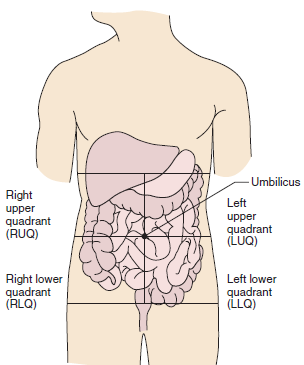 Umbilicus
Right
upper
quadrant
(RUQ)
Left
upper
quadrant
(LUQ)
Right lower
quadrant
(RLQ)
Left lower
quadrant
(LLQ)